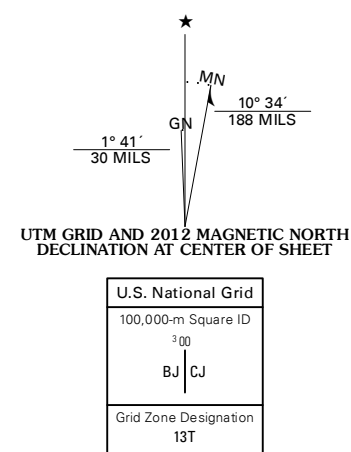 ★
MN
GN
10° 34´
188 MILS
1° 41´
30 MILS
UTM GRID AND 2012 MAGNETIC NORTH
DECLINATION AT CENTER OF SHEET
U.S. National Grid
100,000-m Square ID
³00
BJ CJ
Grid Zone Designation
13T